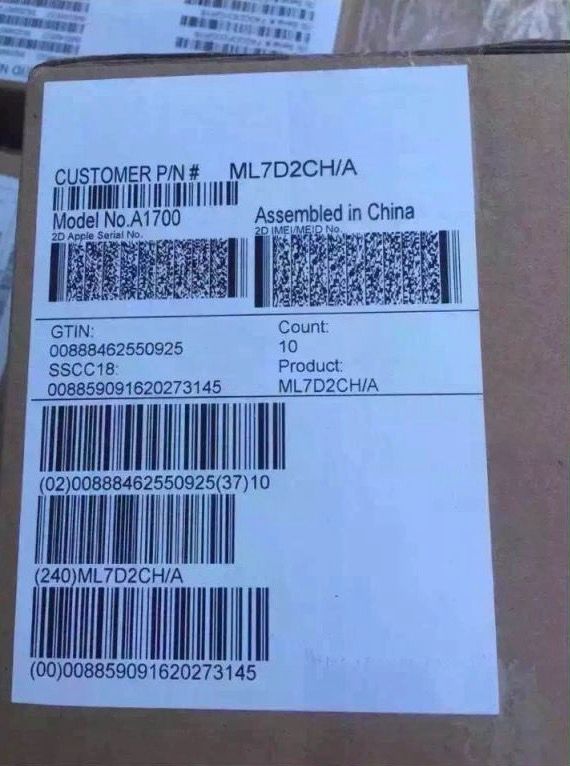 CUSTOMER P/N # ML7D2CH/A
Model No.A1700
Assembled in China
2D Apple Serial No.
2D IMEI/MEID No.
GTIN:
00888462550925
Count:
10
SSCC18:
008859091620273145
Product:
ML7D2CH/A
(02)00888462550925(37)10
(240)ML7D2CH/A
(00)008859091620273145